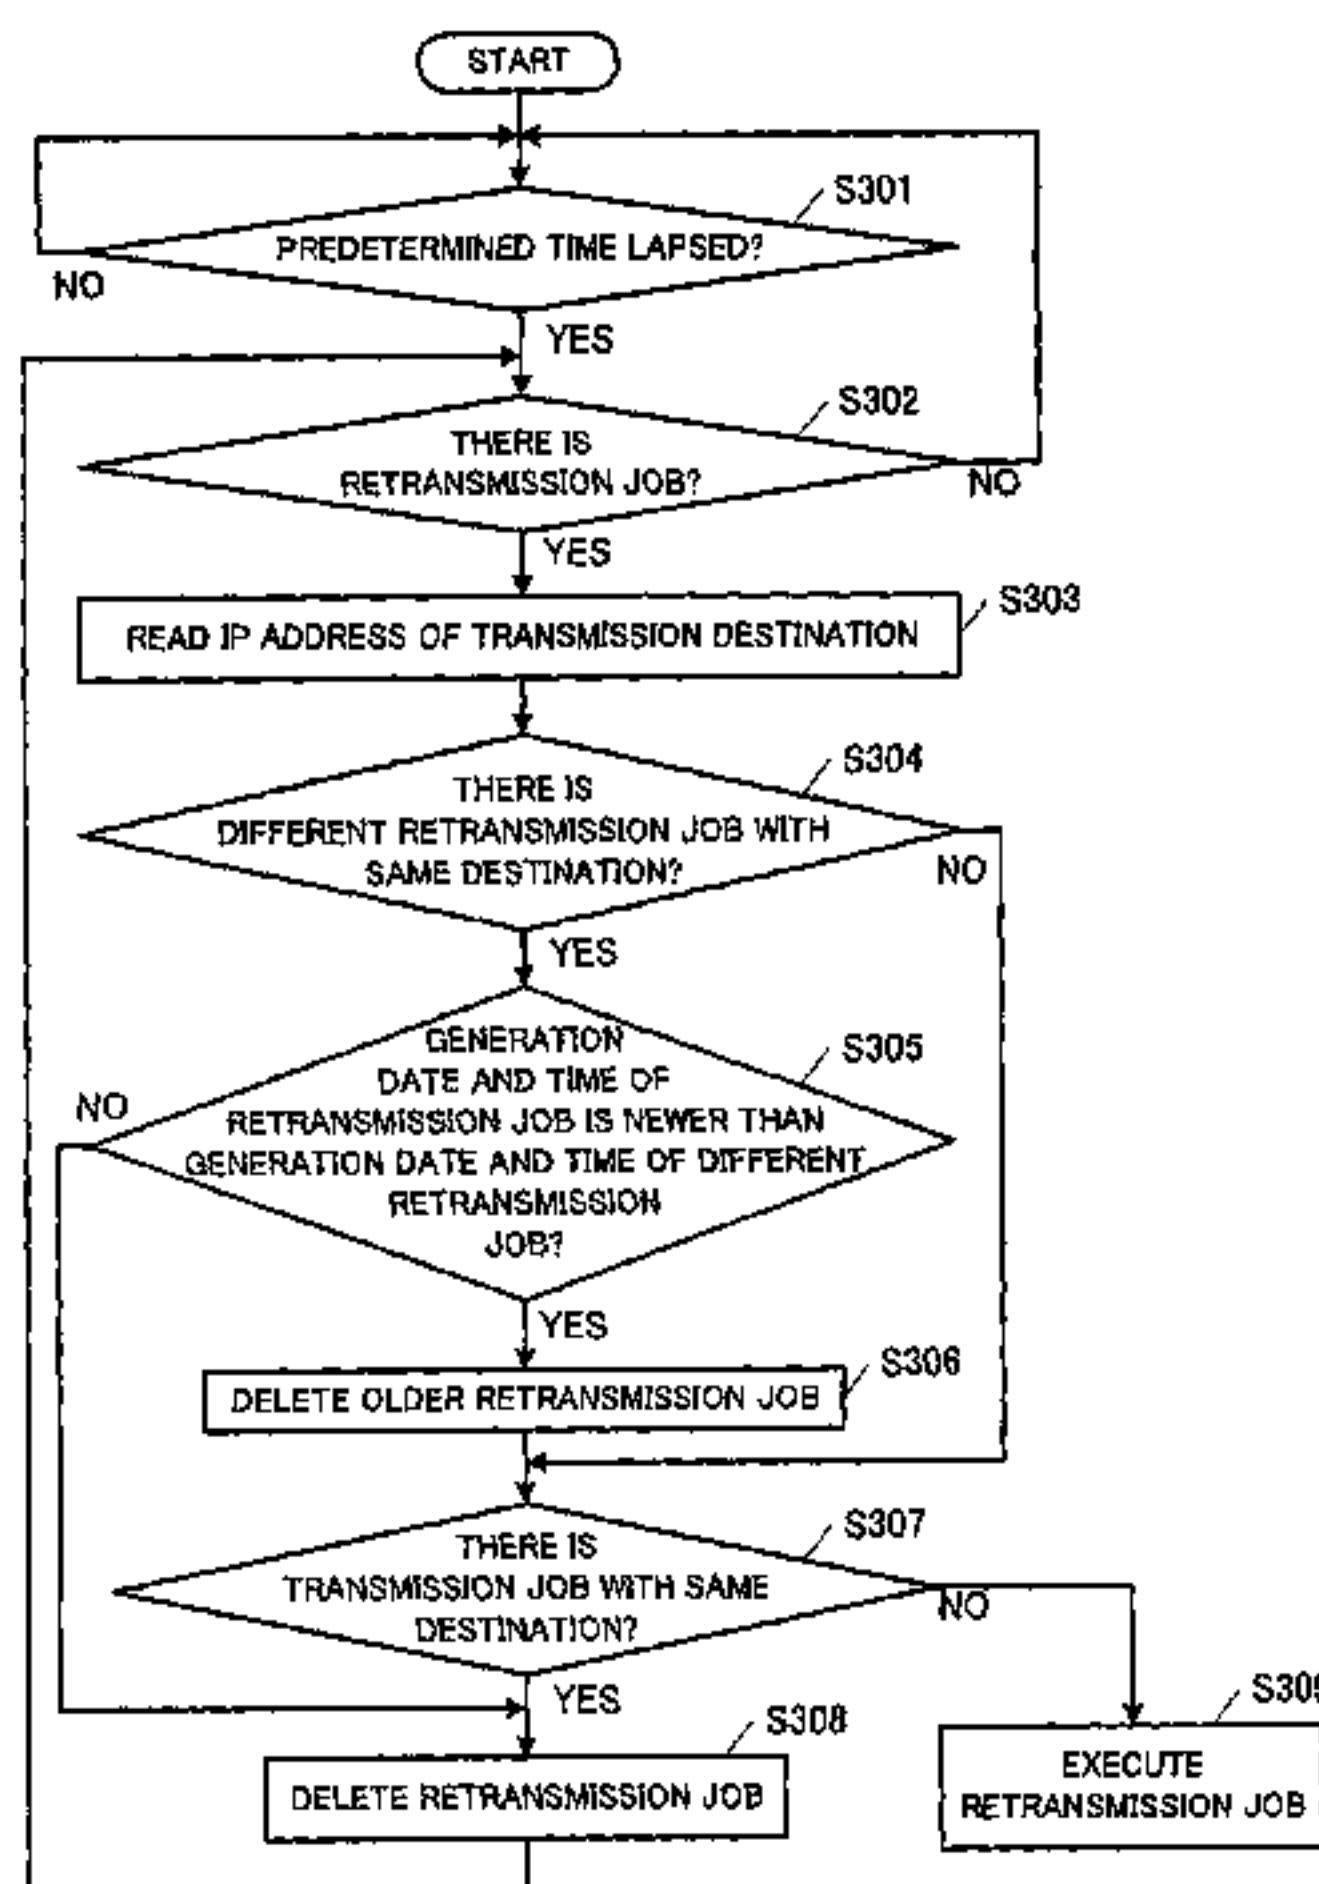 START
S301
PREDETERMINED TIME LAPSED?
NO
YES
S302
THERE IS
RETRANSMISSION JOB?
NO
YES
S303
READ IP ADDRESS OF TRANSMISSION DESTINATION
S304
THERE IS
DIFFERENT RETRANSMISSION JOB WITH
SAME DESTINATION?
NO
YES
S305
GENERATION
DATE AND TIME OF
RETRANSMISSION JOB IS NEWER THAN
GENERATION DATE AND TIME OF DIFFERENT
RETRANSMISSION
JOB?
NO
YES
S306
DELETE OLDER RETRANSMISSION JOB
S307
THERE IS
TRANSMISSION JOB WITH SAME
DESTINATION?
NO
YES
S308
DELETE RETRANSMISSION JOB
S309
EXECUTE
RETRANSMISSION JOB